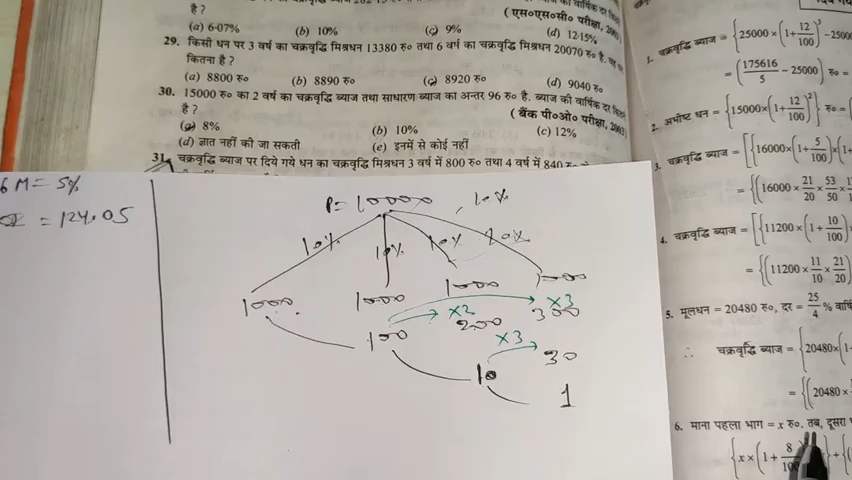 है ?
( एस०एस०सी० परीक्षा,
(a) 6·07% (b) 10% (c) 9% (d) 12·15%
29. किसी धन पर 3 वर्ष का चक्रवृद्धि मिश्रधन 13380 रु० तथा 6 वर्ष का चक्रवृद्धि मिश्रधन 20070 रु० है.
कितना है ?
(a) 8800 रु० (b) 8890 रु० (c) 8920 रु० (d) 9040 रु०
30. 15000 रु० का 2 वर्ष का चक्रवृद्धि ब्याज तथा साधारण ब्याज का अन्तर 96 रु० है. ब्याज की वार्षिक दर
है ?
( बैंक पी०ओ० परीक्षा,
(a) 8% (b) 10% (c) 12%
(d) ज्ञात नहीं की जा सकती (e) इनमें से कोई नहीं
31. चक्रवृद्धि ब्याज पर दिये गये धन का चक्रवृद्धि मिश्रधन 3 वर्ष में 800 रु० तथा 4 वर्ष में 840
6 M = 5%
= 124.05
P = 10000, 10%
10% 10% 10% 10%
1000 1000 1000 1000
100 ×2 200 ×3 300
10 ×3 30
1
1. चक्रवृद्धि ब्याज = {25000 × (1+12/100)^3 - 2500
= (175616/5 - 25000) रु० =
2. अभीष्ट धन = {15000×(1+12/100)^2} रु० =
3. चक्रवृद्धि ब्याज = [{16000×(1+5/100)×(1
= {(16000 × 21/20 × 53/50 ×
4. चक्रवृद्धि ब्याज = [{11200 × (1 + 10/100)
= {(11200 × 11/10 × 21/20)
5. मूलधन = 20480 रु०, दर = 25/4 % वार्षि
∴ चक्रवृद्धि ब्याज = {20480×(1
= {(20480 ×
6. माना पहला भाग = x रु०. तब, दूसरा
{x × (1 + 8/100